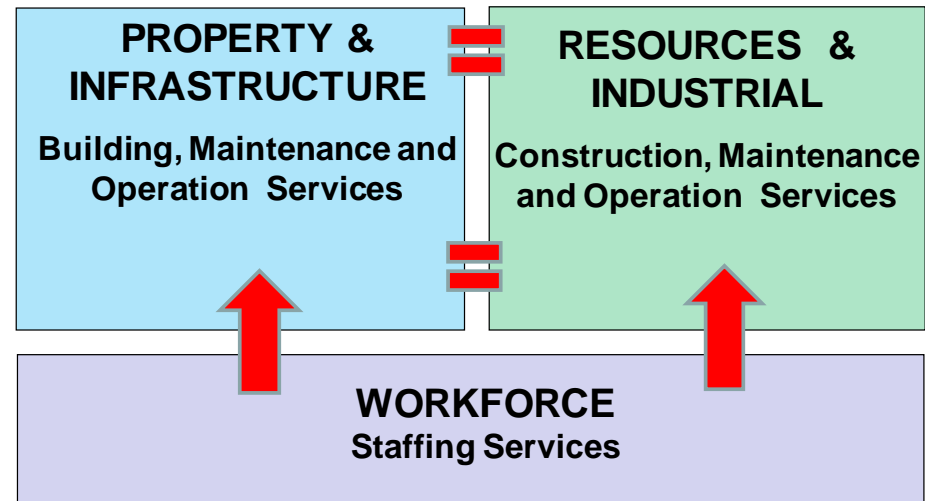 PROPERTY &
INFRASTRUCTURE
Building, Maintenance and
Operation Services
RESOURCES &
INDUSTRIAL
Construction, Maintenance
and Operation Services
WORKFORCE
Staffing Services